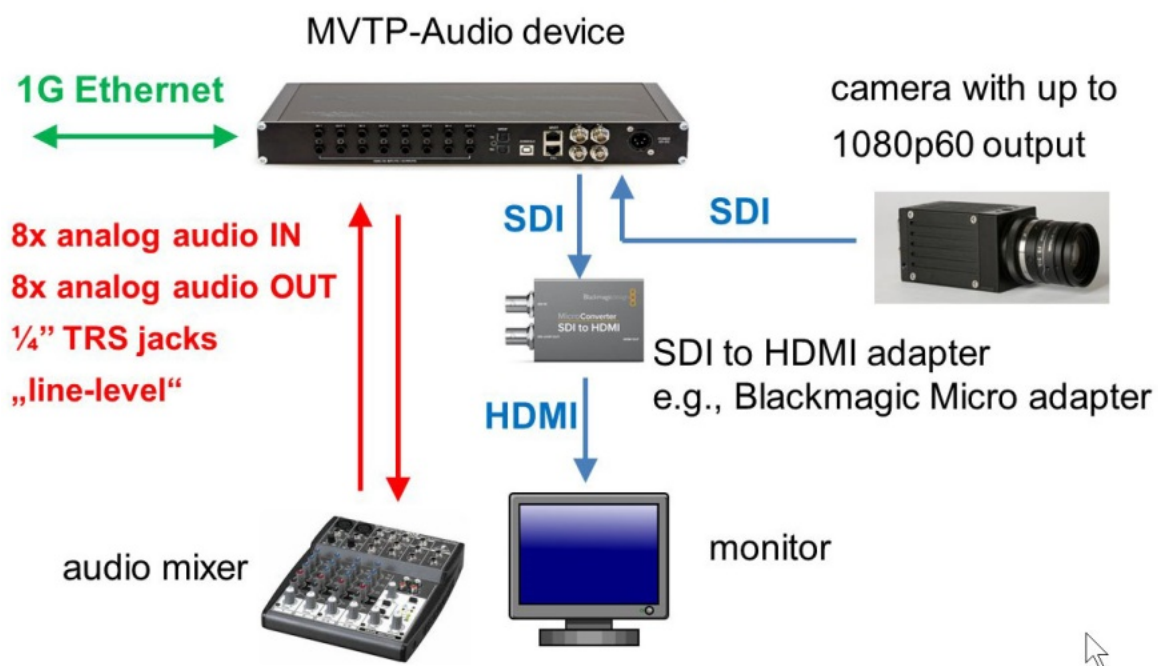 MVTP-Audio device
1G Ethernet
camera with up to
1080p60 output
SDI
SDI
8x analog audio IN
8x analog audio OUT
¼” TRS jacks
„line-level“
Blackmagicdesign
MicroConverter
SDI to HDMI
SDI to HDMI adapter
e.g., Blackmagic Micro adapter
HDMI
audio mixer
monitor